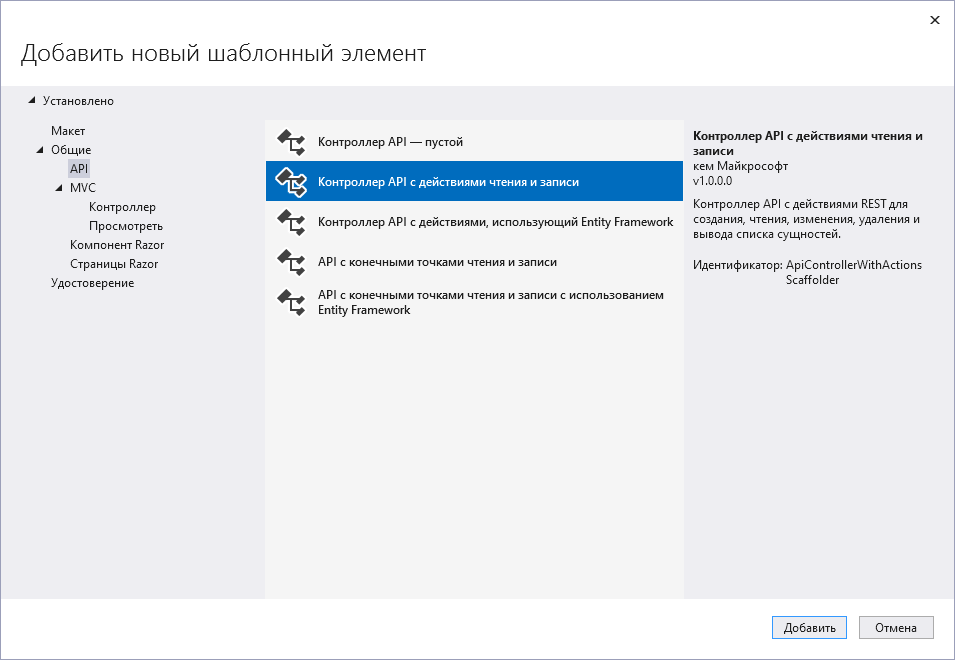 Добавить новый шаблонный элемент
Установлено
Макет
Общие
API
MVC
Контроллер
Просмотреть
Компонент Razor
Страницы Razor
Удостоверение
Контроллер API — пустой
Контроллер API с действиями чтения и записи
Контроллер API с действиями, использующий Entity Framework
API с конечными точками чтения и записи
API с конечными точками чтения и записи с использованием
Entity Framework
Контроллер API с действиями чтения и
записи
кем Майкрософт
v1.0.0.0
Контроллер API с действиями REST для
создания, чтения, изменения, удаления и
вывода списка сущностей.
Идентификатор: ApiControllerWithActions
Scaffolder
Добавить
Отмена